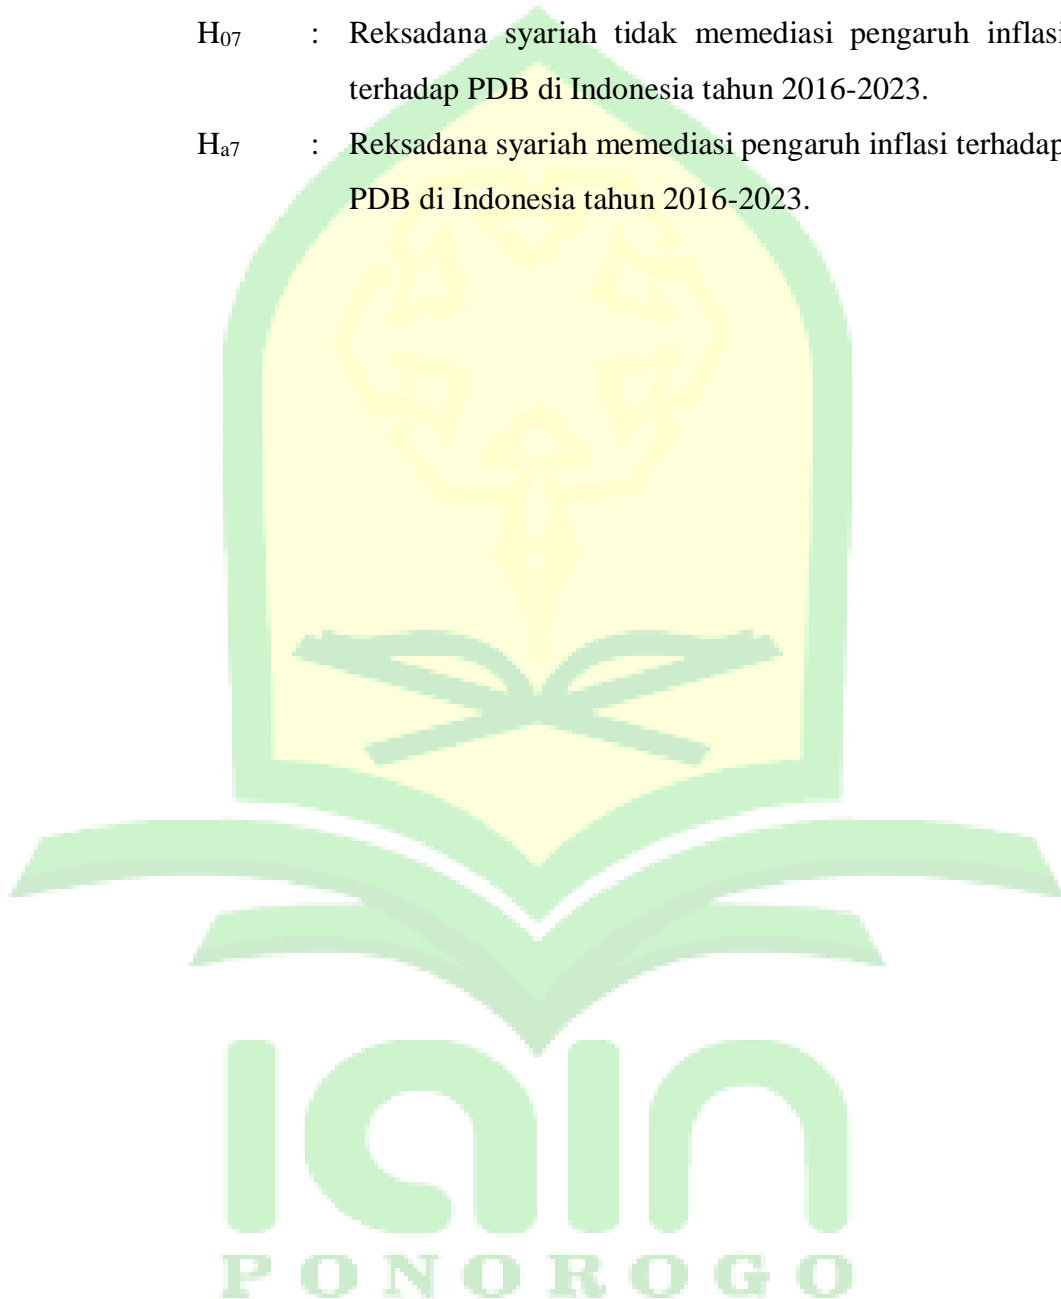 H07 : Reksadana syariah tidak memediasi pengaruh inflasi
terhadap PDB di Indonesia tahun 2016-2023.
Ha7 : Reksadana syariah memediasi pengaruh inflasi terhadap
PDB di Indonesia tahun 2016-2023.
iain
PONOROGO